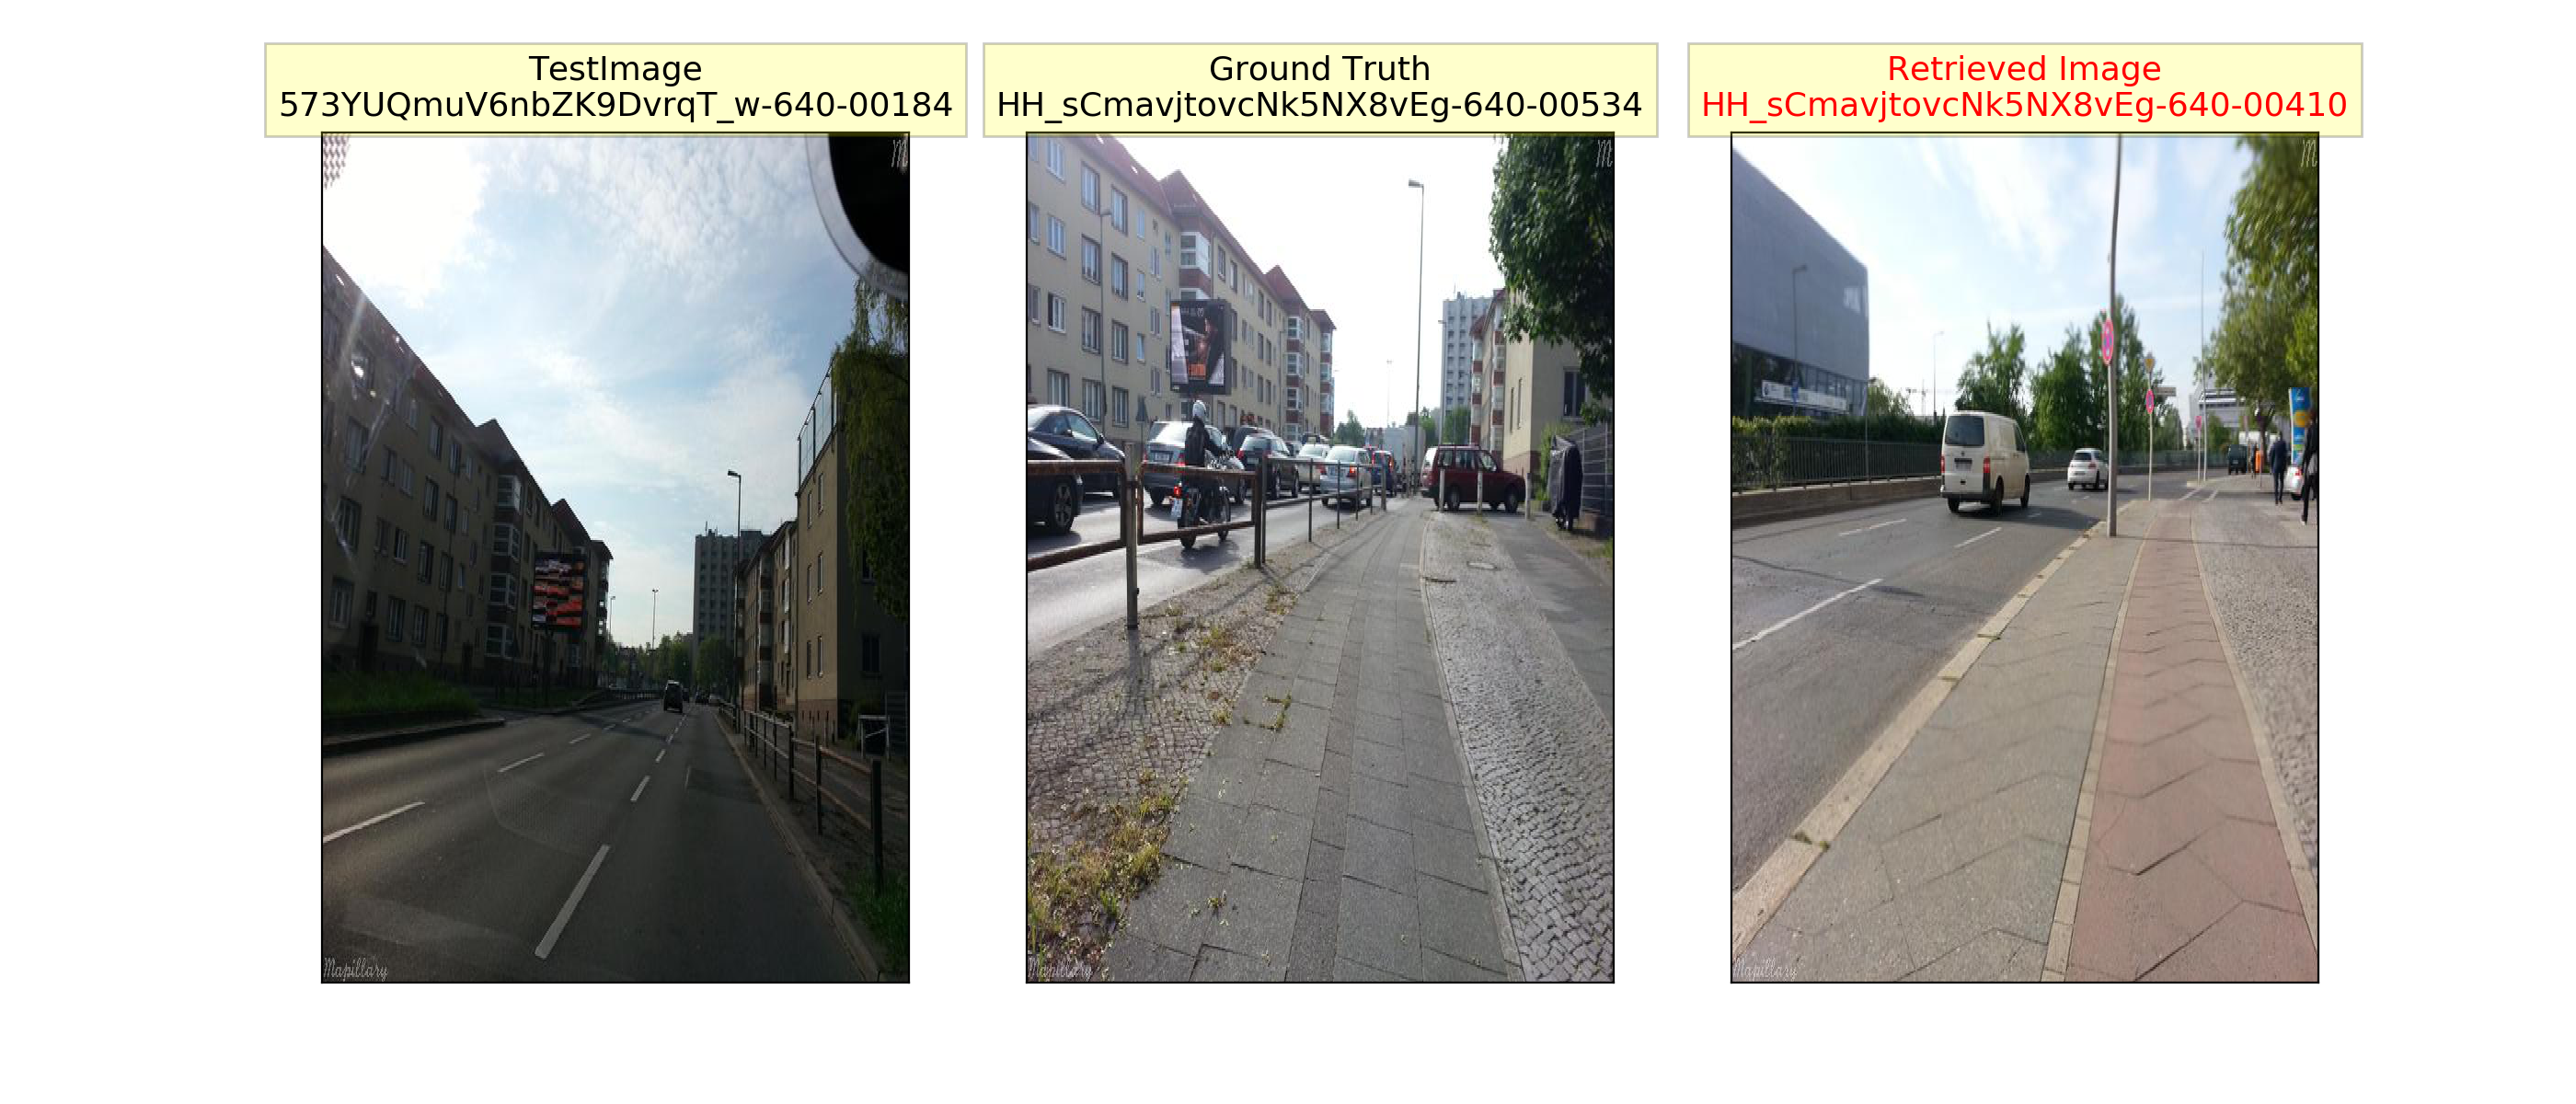 TestImage
573YUQmuV6nbZK9DvrqT_w-640-00184
Ground Truth
HH_sCmavjtovcNk5NX8vEg-640-00534
Retrieved Image
HH_sCmavjtovcNk5NX8vEg-640-00410
M
M
M
Mapillary
Mapillary
Mapillary